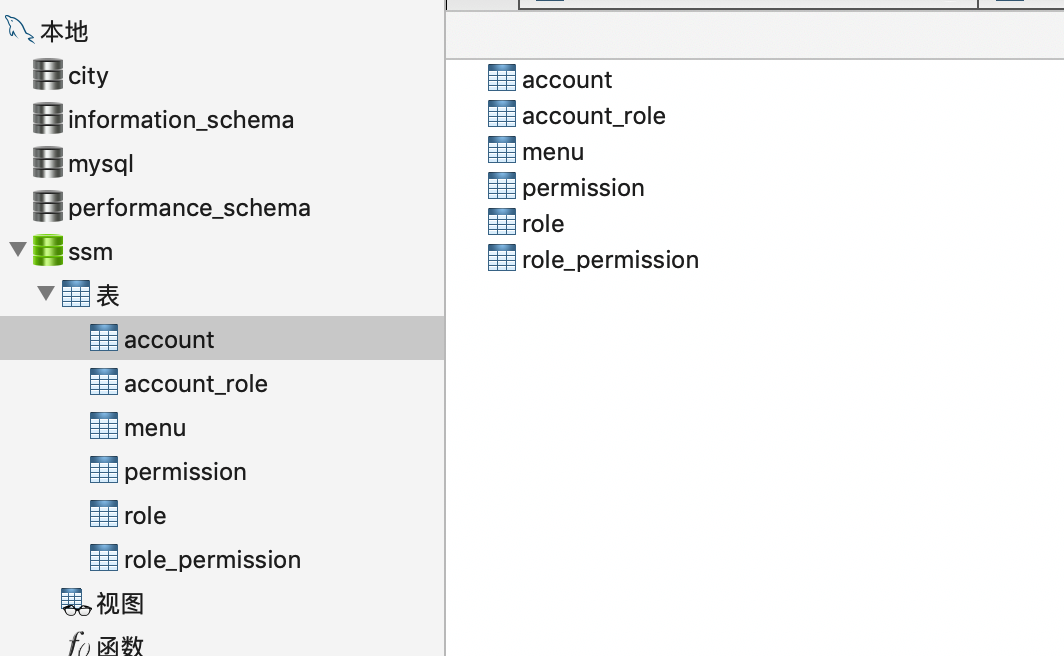 本地
city
information_schema
mysql
performance_schema
ssm
表
account
account_role
menu
permission
role
role_permission
视图
f() 函数
account
account_role
menu
permission
role
role_permission